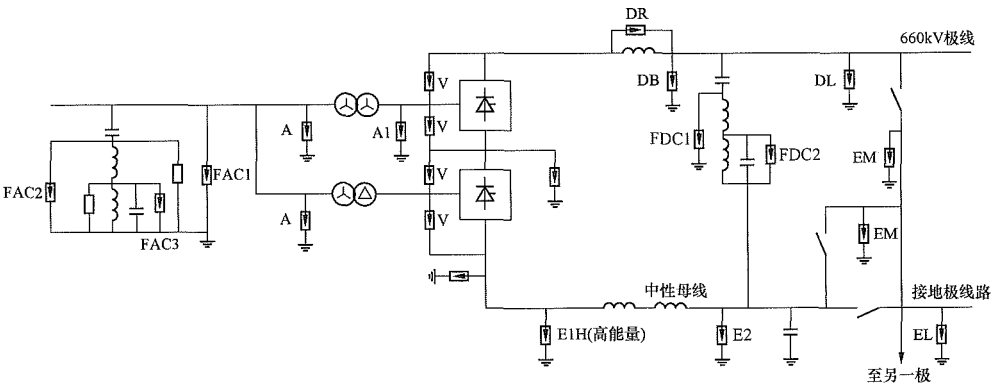 DR
660kV极线
V
DB
DL
A
A1
V
FDC1
FDC2
EM
FAC2
FAC1
V
A
V
FAC3
EM
中性母线
接地极线路
E1H(高能量)
E2
EL
至另一极